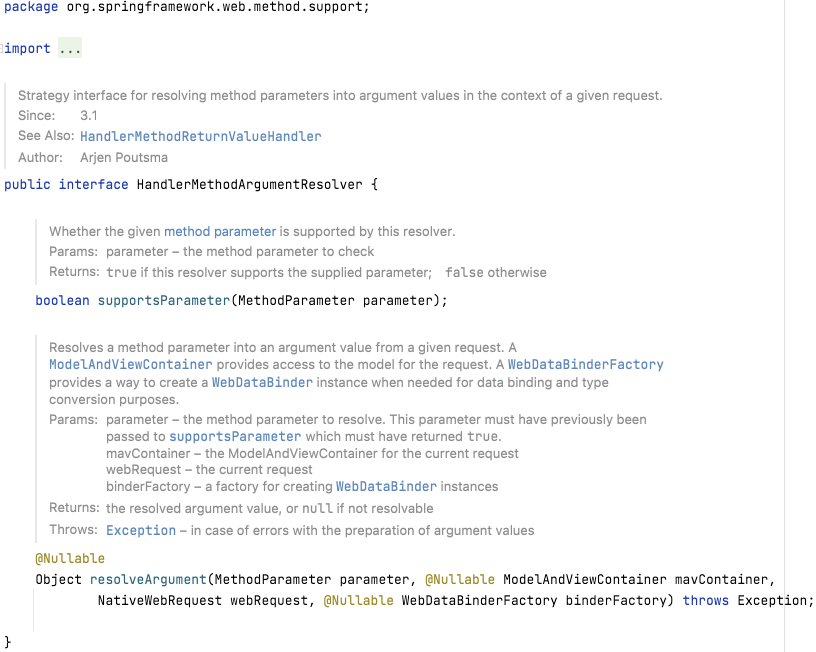 package org.springframework.web.method.support;
import ...
Strategy interface for resolving method parameters into argument values in the context of a given request.
Since: 3.1
See Also: HandlerMethodReturnValueHandler
Author: Arjen Poutsma
public interface HandlerMethodArgumentResolver {
Whether the given method parameter is supported by this resolver.
Params: parameter – the method parameter to check
Returns: true if this resolver supports the supplied parameter; false otherwise
boolean supportsParameter(MethodParameter parameter);
Resolves a method parameter into an argument value from a given request. A
ModelAndViewContainer provides access to the model for the request. A WebDataBinderFactory
provides a way to create a WebDataBinder instance when needed for data binding and type
conversion purposes.
Params: parameter – the method parameter to resolve. This parameter must have previously been
passed to supportsParameter which must have returned true.
mavContainer – the ModelAndViewContainer for the current request
webRequest – the current request
binderFactory – a factory for creating WebDataBinder instances
Returns: the resolved argument value, or null if not resolvable
Throws: Exception – in case of errors with the preparation of argument values
@Nullable
Object resolveArgument(MethodParameter parameter, @Nullable ModelAndViewContainer mavContainer,
NativeWebRequest webRequest, @Nullable WebDataBinderFactory binderFactory) throws Exception;
}